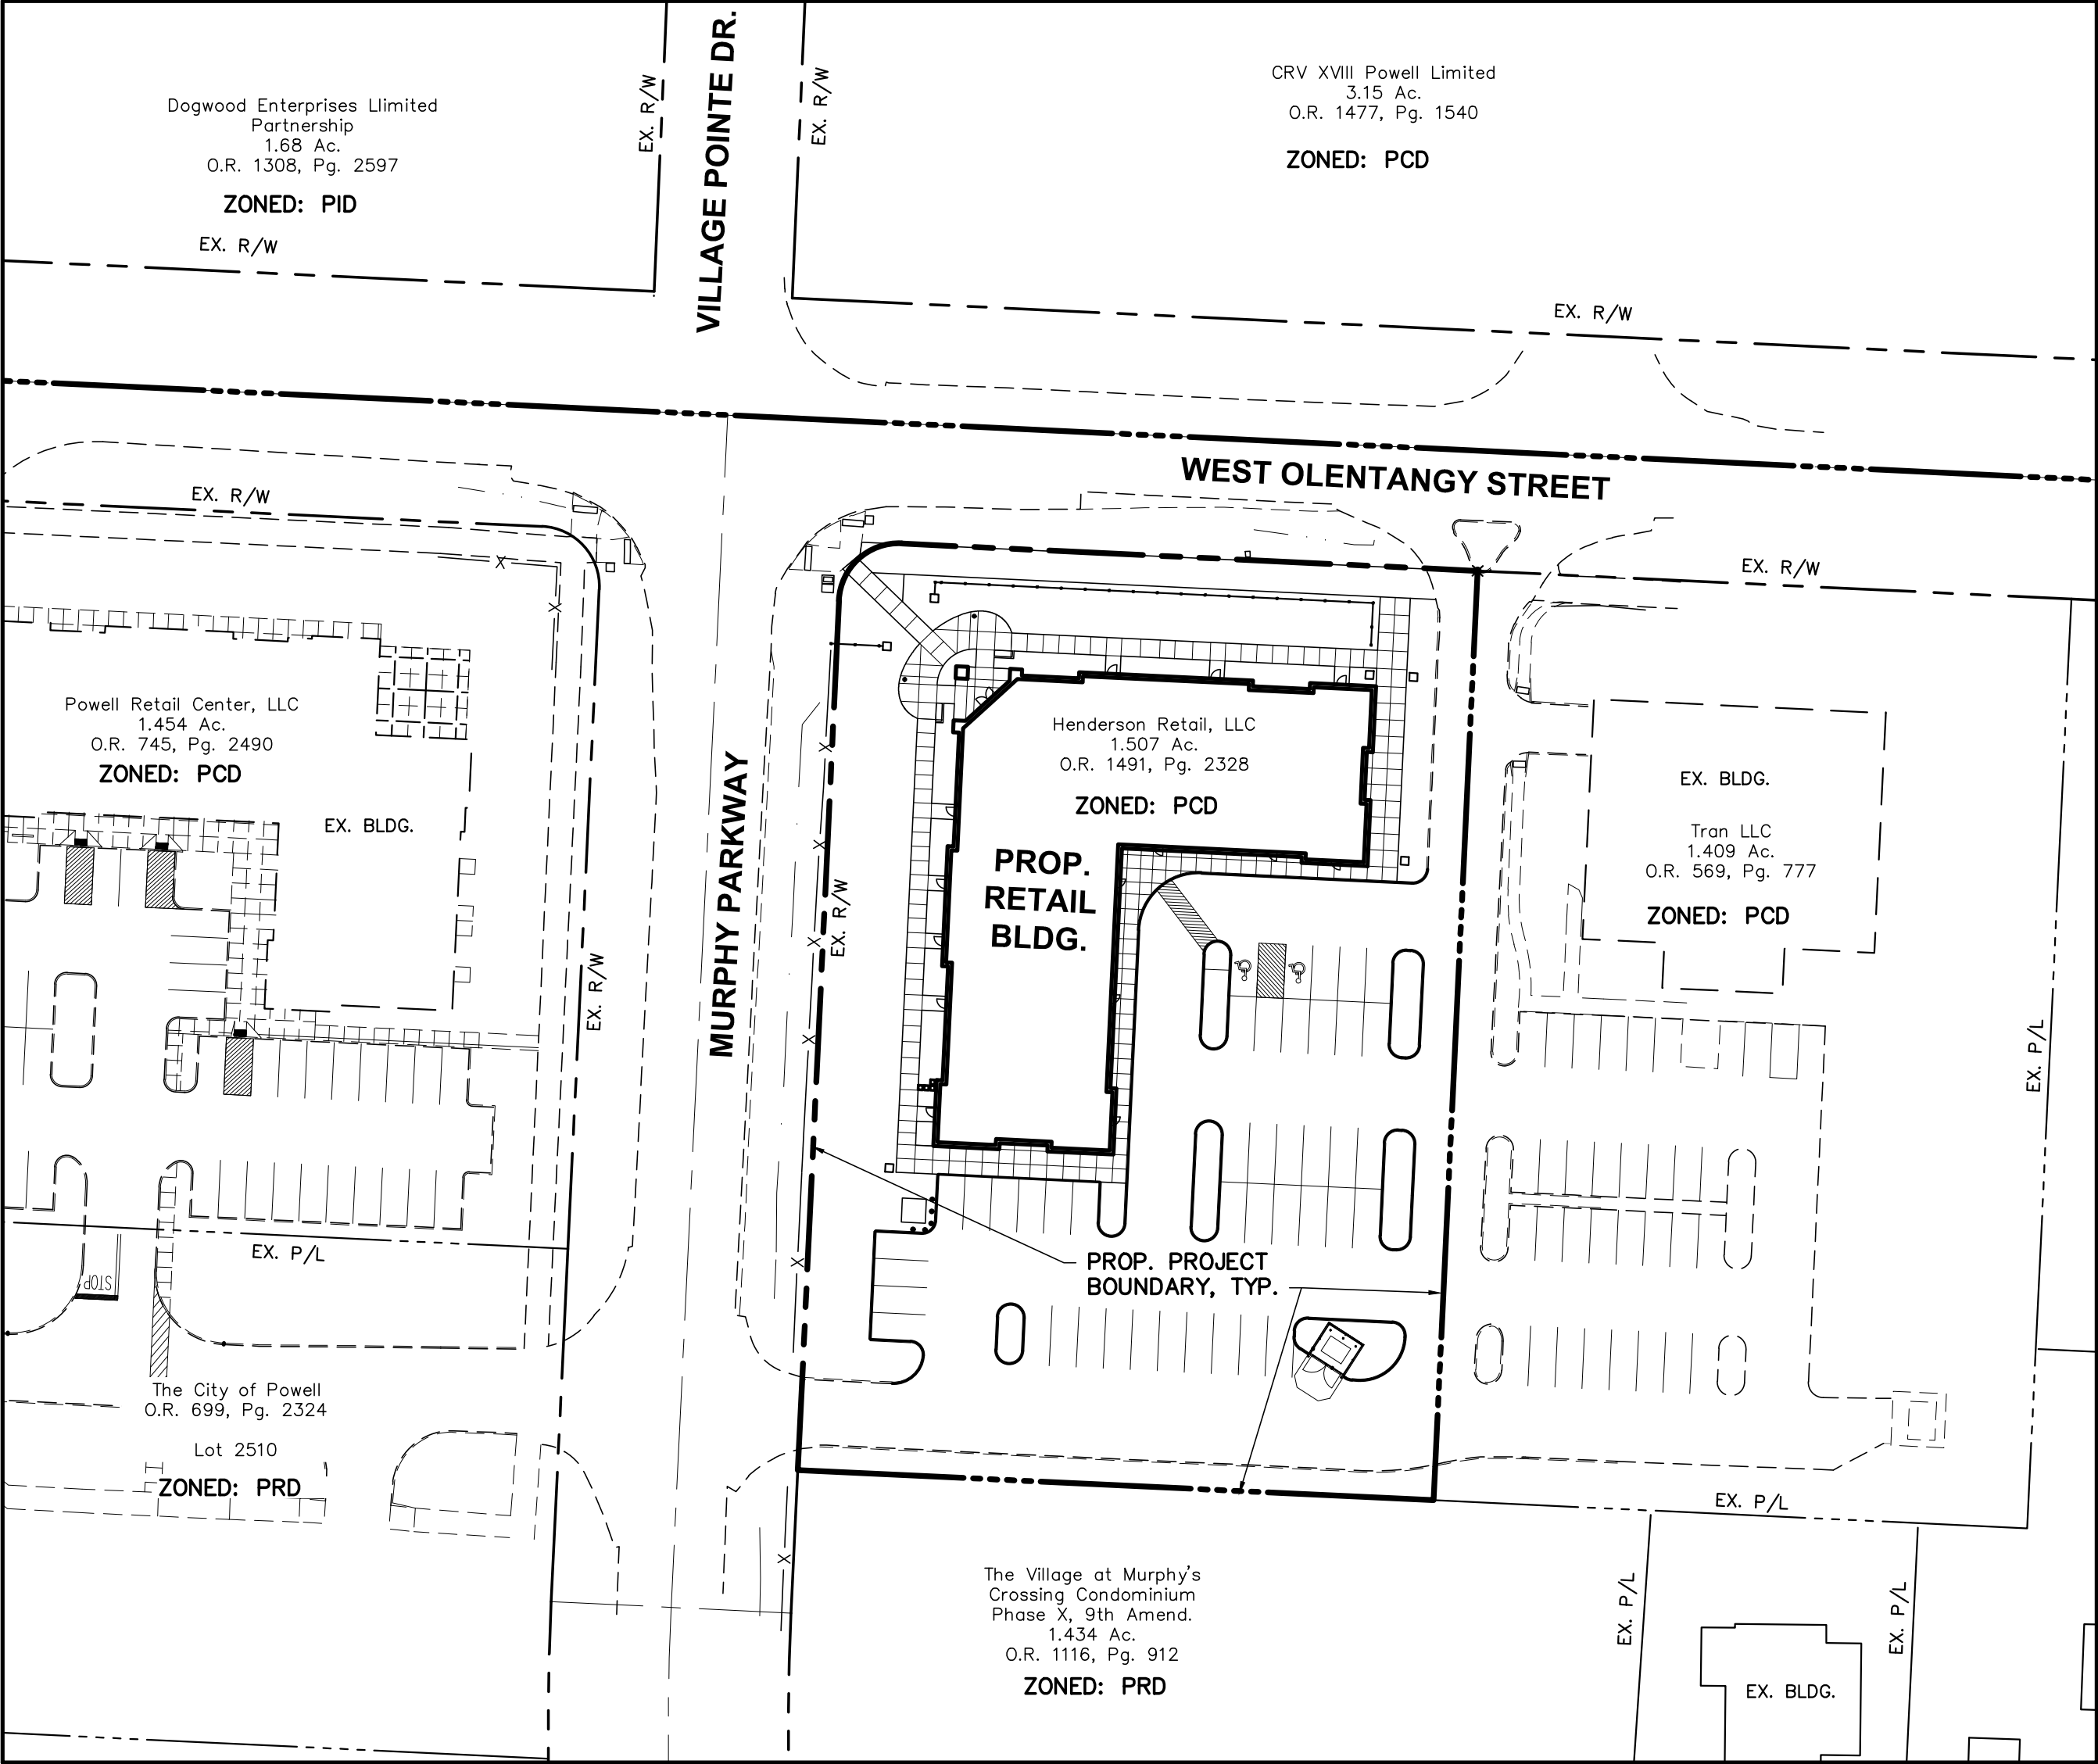 Dogwood Enterprises Llimited
Partnership
1.68 Ac.
O.R. 1308, Pg. 2597
ZONED: PID
EX. R/W
EX. R/W
VILLAGE POINTE DR.
EX. R/W
CRV XVIII Powell Limited
3.15 Ac.
O.R. 1477, Pg. 1540
ZONED: PCD
EX. R/W
WEST OLENTANGY STREET
EX. R/W
EX. R/W
X
X
Powell Retail Center, LLC
1.454 Ac.
O.R. 745, Pg. 2490
ZONED: PCD
EX. BLDG.
EX. R/W
MURPHY PARKWAY
X
X
X
X
X
X
EX. R/W
Henderson Retail, LLC
1.507 Ac.
O.R. 1491, Pg. 2328
ZONED: PCD
PROP.
RETAIL
BLDG.
EX. BLDG.
Tran LLC
1.409 Ac.
O.R. 569, Pg. 777
ZONED: PCD
EX. P/L
EX. P/L
STOP
PROP. PROJECT
BOUNDARY, TYP.
The City of Powell
O.R. 699, Pg. 2324
Lot 2510
ZONED: PRD
EX. P/L
The Village at Murphy's
Crossing Condominium
Phase X, 9th Amend.
1.434 Ac.
O.R. 1116, Pg. 912
ZONED: PRD
EX. P/L
EX. P/L
EX. BLDG.